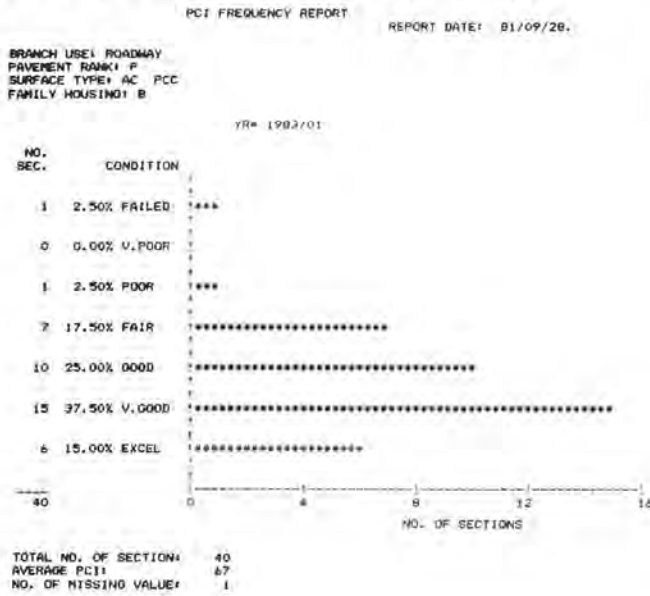 PCI FREQUENCY REPORT
REPORT DATE: 81/09/28.
BRANCH USE: ROADWAY
PAVEMENT RANK: P
SURFACE TYPE: AC PCC
FAMILY HOUSING: B
YR= 1983/01
NO.
SEC. CONDITION
1 2.50% FAILED
0 0.00% V.POOR
1 2.50% POOR
7 17.50% FAIR
10 25.00% GOOD
15 37.50% V.GOOD
6 15.00% EXCEL
40 0 4 8 12 16
NO. OF SECTIONS
TOTAL NO. OF SECTION: 40
AVERAGE PCI: 67
NO. OF MISSING VALUE: 1